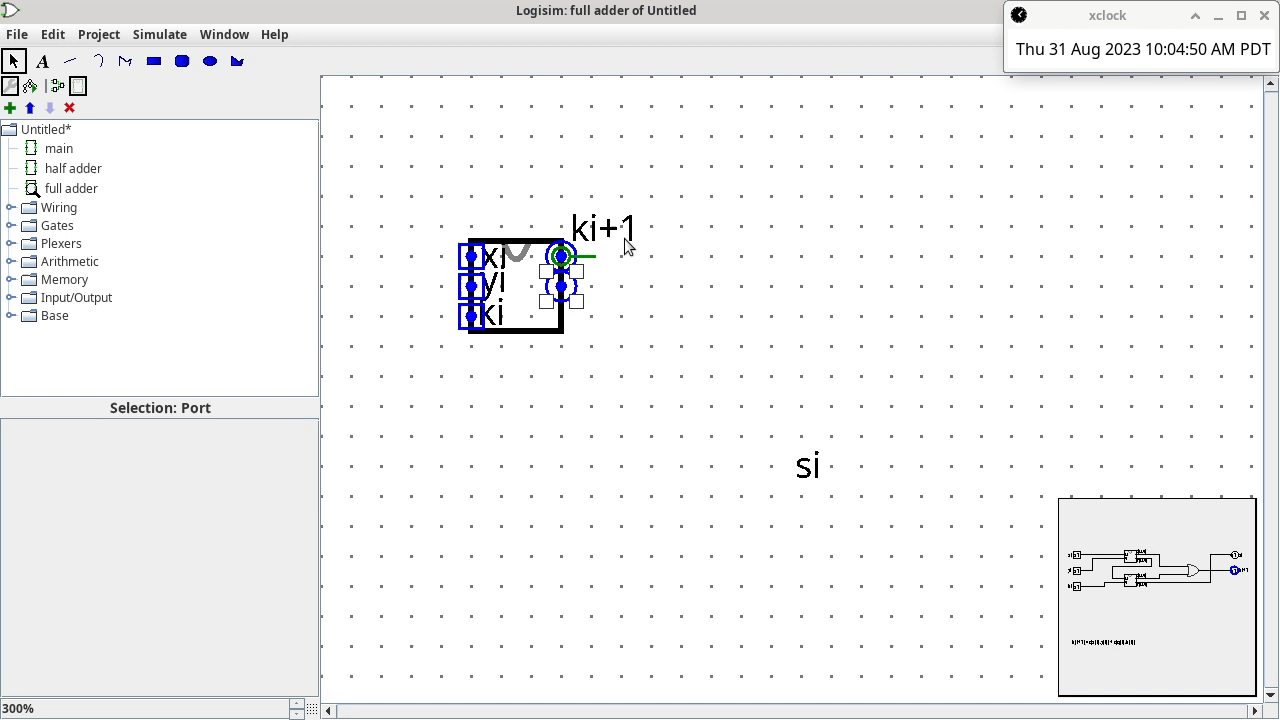 Logisim: full adder of Untitled
xclock
Thu 31 Aug 2023 10:04:50 AM PDT
File Edit Project Simulate Window Help
A
Untitled*
main
half adder
full adder
Wiring
Gates
Plexers
Arithmetic
Memory
Input/Output
Base
Selection: Port
300%
ki+1
xi
yi
ki
si